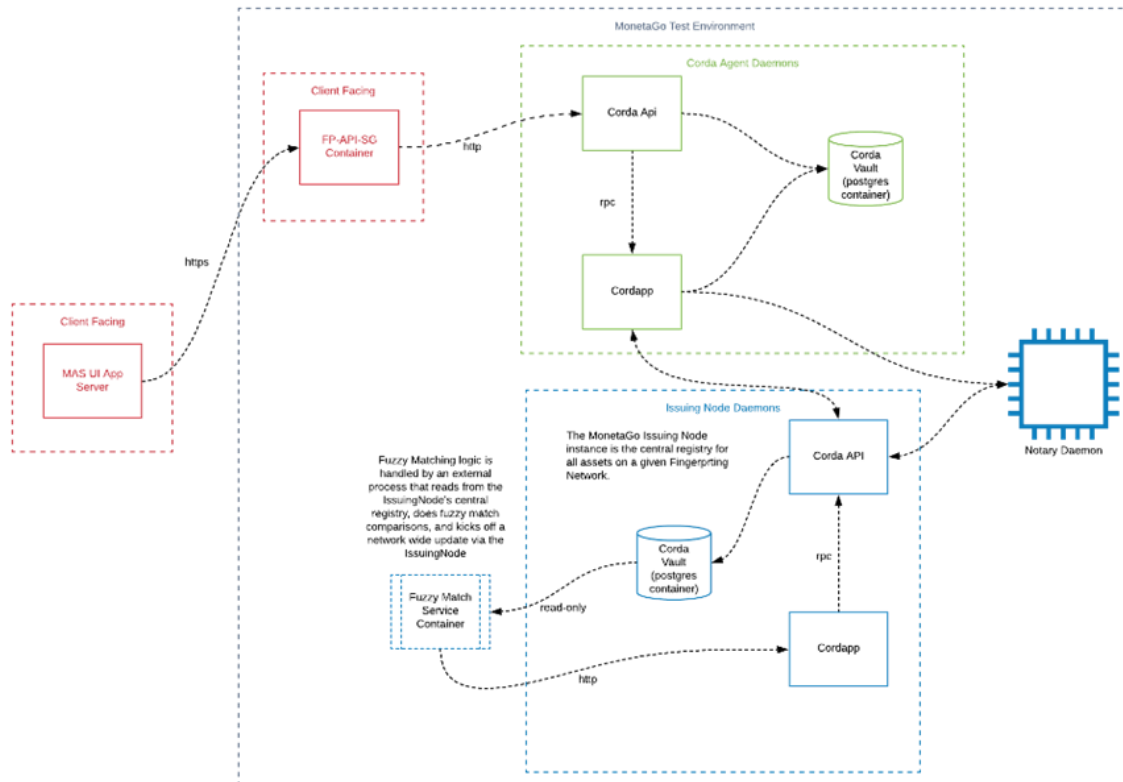 MonetaGo Test Environment
Corda Agent Daemons
Client Facing
FP-API-SG
Container
http
Corda Api
Corda
Vault
(postgres
container)
rpc
https
Cordapp
Client Facing
MAS UI App
Server
Notary Daemon
Issuing Node Daemons
The MonetaGo Issuing Node
instance is the central registry for
all assets on a given Fingerprting
Network.
Corda API
Fuzzy Matching logic is
handled by an external
process that reads from the
IssuingNode's central
registry, does fuzzy match
comparisons, and kicks off a
network wide update via the
IssuingNode
Corda
Vault
(postgres
container)
rpc
Fuzzy Match
Service
Container
read-only
Cordapp
http